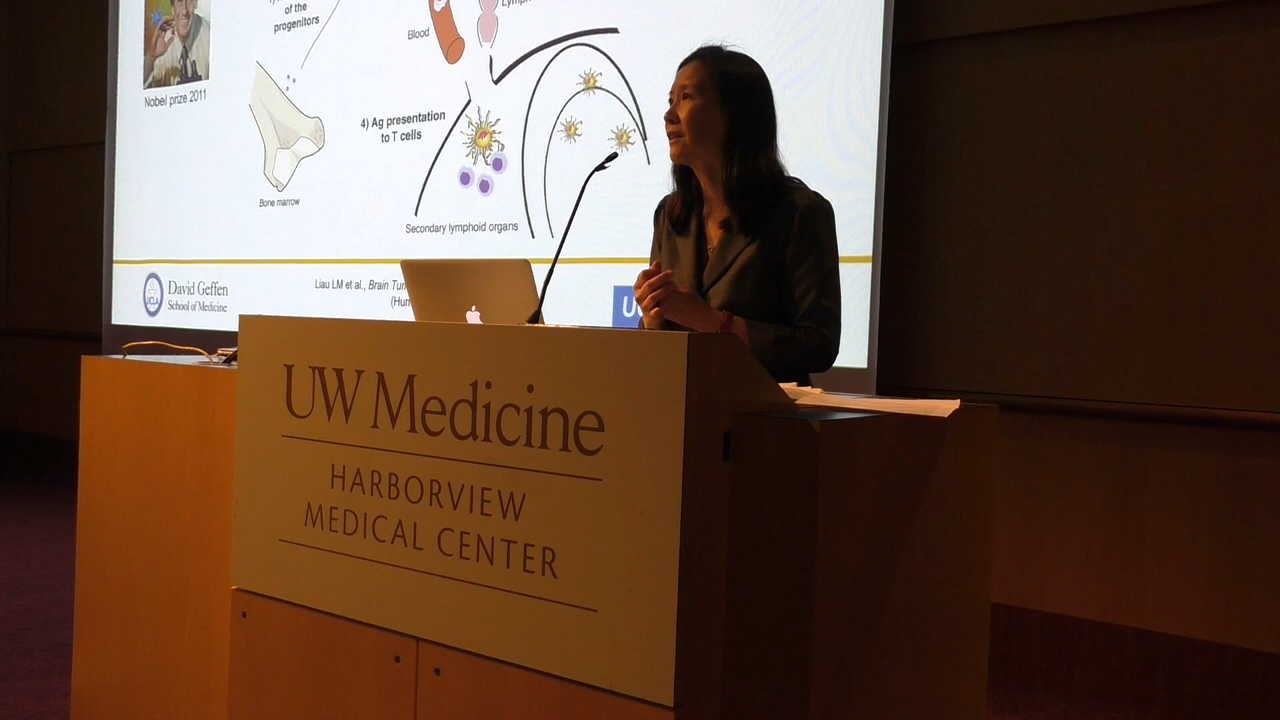 of the
progenitors
Blood
Nobel prize 2011
4) Ag presentation
to T cells
Bone marrow
Secondary lymphoid organs
UCLA
David Geffen
School of Medicine
Liau LM et al., Brain
UW Medicine
HARBORVIEW
MEDICAL CENTER